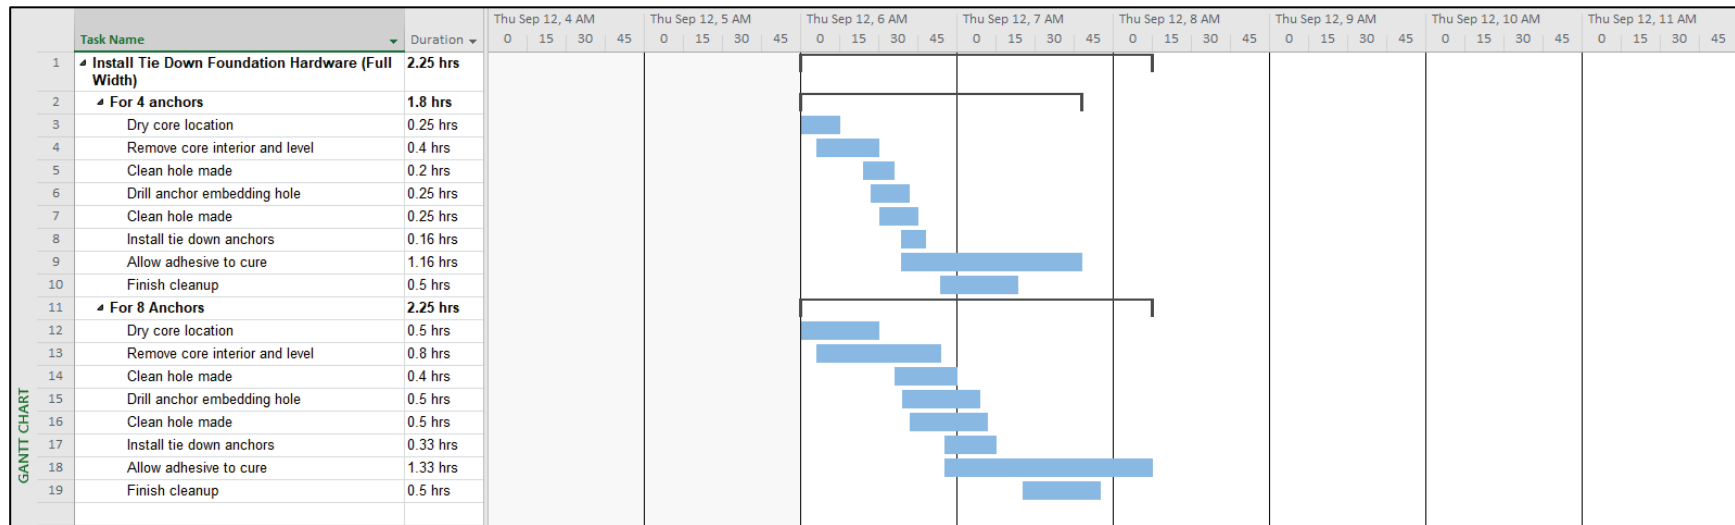 Thu Sep 12, 4 AM Thu Sep 12, 5 AM Thu Sep 12, 6 AM Thu Sep 12, 7 AM Thu Sep 12, 8 AM Thu Sep 12, 9 AM Thu Sep 12, 10 AM Thu Sep 12, 11 AM
Task Name Duration 0 15 30 45 0 15 30 45 0 15 30 45 0 15 30 45 0 15 30 45 0 15 30 45 0 15 30 45 0 15 30 45
1 Install Tie Down Foundation Hardware (Full 2.25 hrs
Width)
2 For 4 anchors 1.8 hrs
3 Dry core location 0.25 hrs
4 Remove core interior and level 0.4 hrs
5 Clean hole made 0.2 hrs
6 Drill anchor embedding hole 0.25 hrs
7 Clean hole made 0.25 hrs
8 Install tie down anchors 0.16 hrs
9 Allow adhesive to cure 1.16 hrs
10 Finish cleanup 0.5 hrs
11 For 8 Anchors 2.25 hrs
12 Dry core location 0.5 hrs
13 Remove core interior and level 0.8 hrs
14 Clean hole made 0.4 hrs
15 Drill anchor embedding hole 0.5 hrs
16 Clean hole made 0.5 hrs
17 Install tie down anchors 0.33 hrs
18 Allow adhesive to cure 1.33 hrs
19 Finish cleanup 0.5 hrs
GANTT CHART